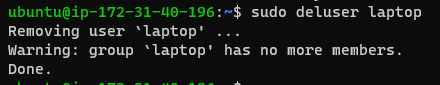 ubuntu@ip-172-31-40-196:~$ sudo deluser laptop
Removing user `laptop' ...
Warning: group `laptop' has no more members.
Done.